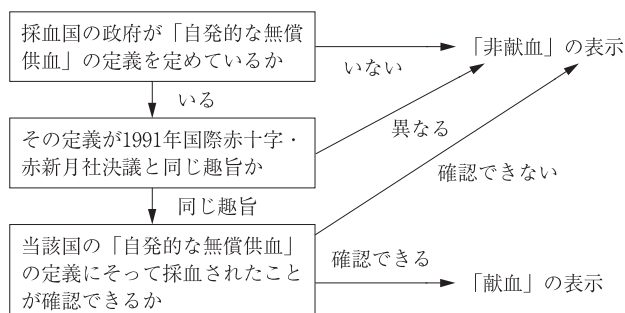 採血国の政府が「自発的な無償
供血」の定義を定めているか
いない
「非献血」の表示
いる
その定義が1991年国際赤十字・
赤新月社決議と同じ趣旨か
異なる
確認できない
同じ趣旨
当該国の「自発的な無償供血」
の定義にそって採血されたこと
が確認できるか
確認できる
「献血」の表示